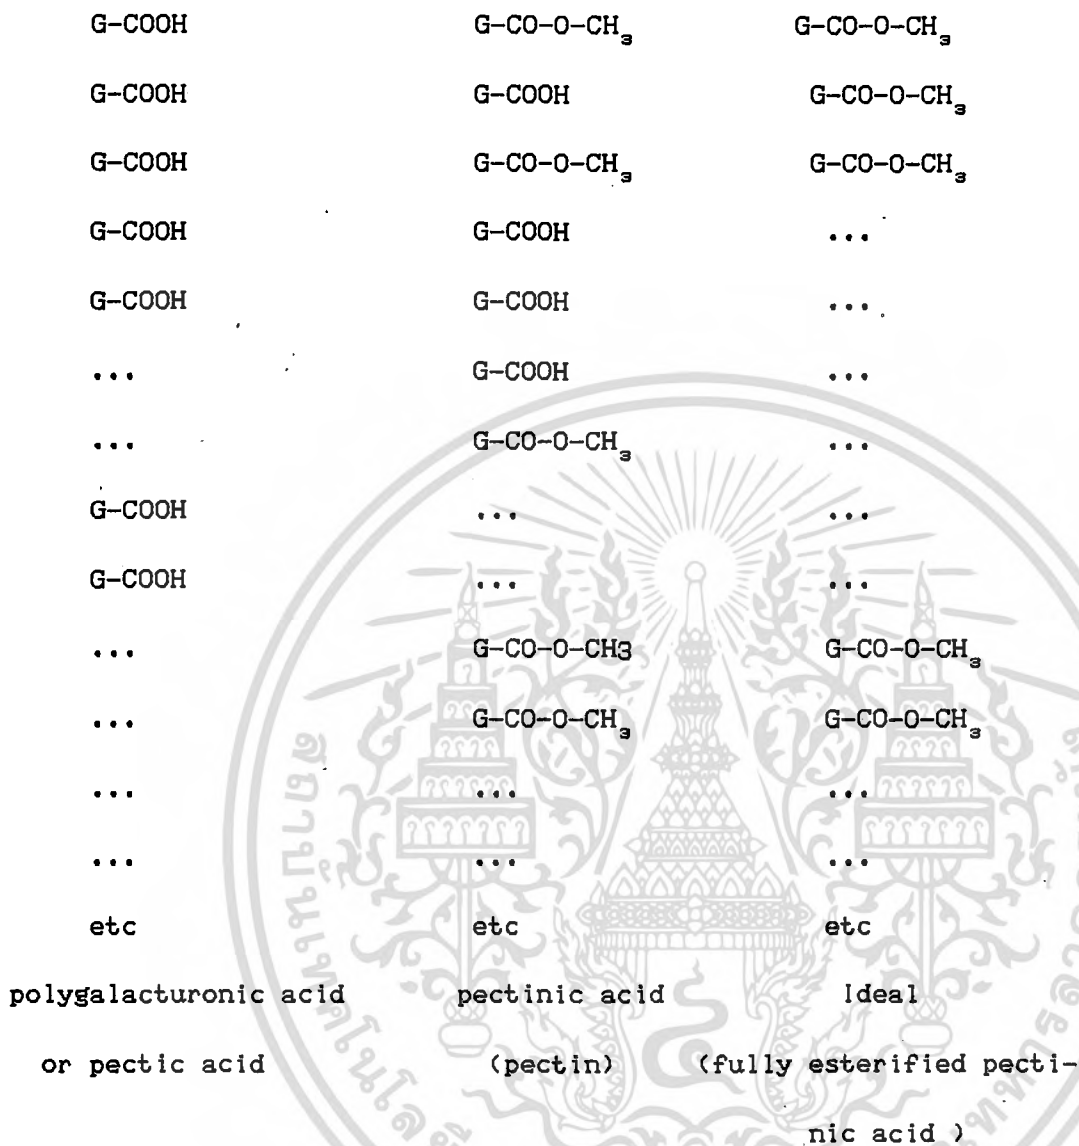 G-COOH G-CO-O-CH₃ G-CO-O-CH₃
G-COOH G-COOH G-CO-O-CH₃
G-COOH G-CO-O-CH₃ G-CO-O-CH₃
G-COOH G-COOH ...
G-COOH G-COOH ...
... G-COOH ...
... G-CO-O-CH₃ ...
G-COOH ... ...
G-COOH ... ...
... G-CO-O-CH3 G-CO-O-CH₃
... G-CO-O-CH₃ G-CO-O-CH₃
... ... ...
... ... ...
etc etc etc
polygalacturonic acid pectinic acid Ideal
or pectic acid (pectin) (fully esterified pecti-
nic acid )